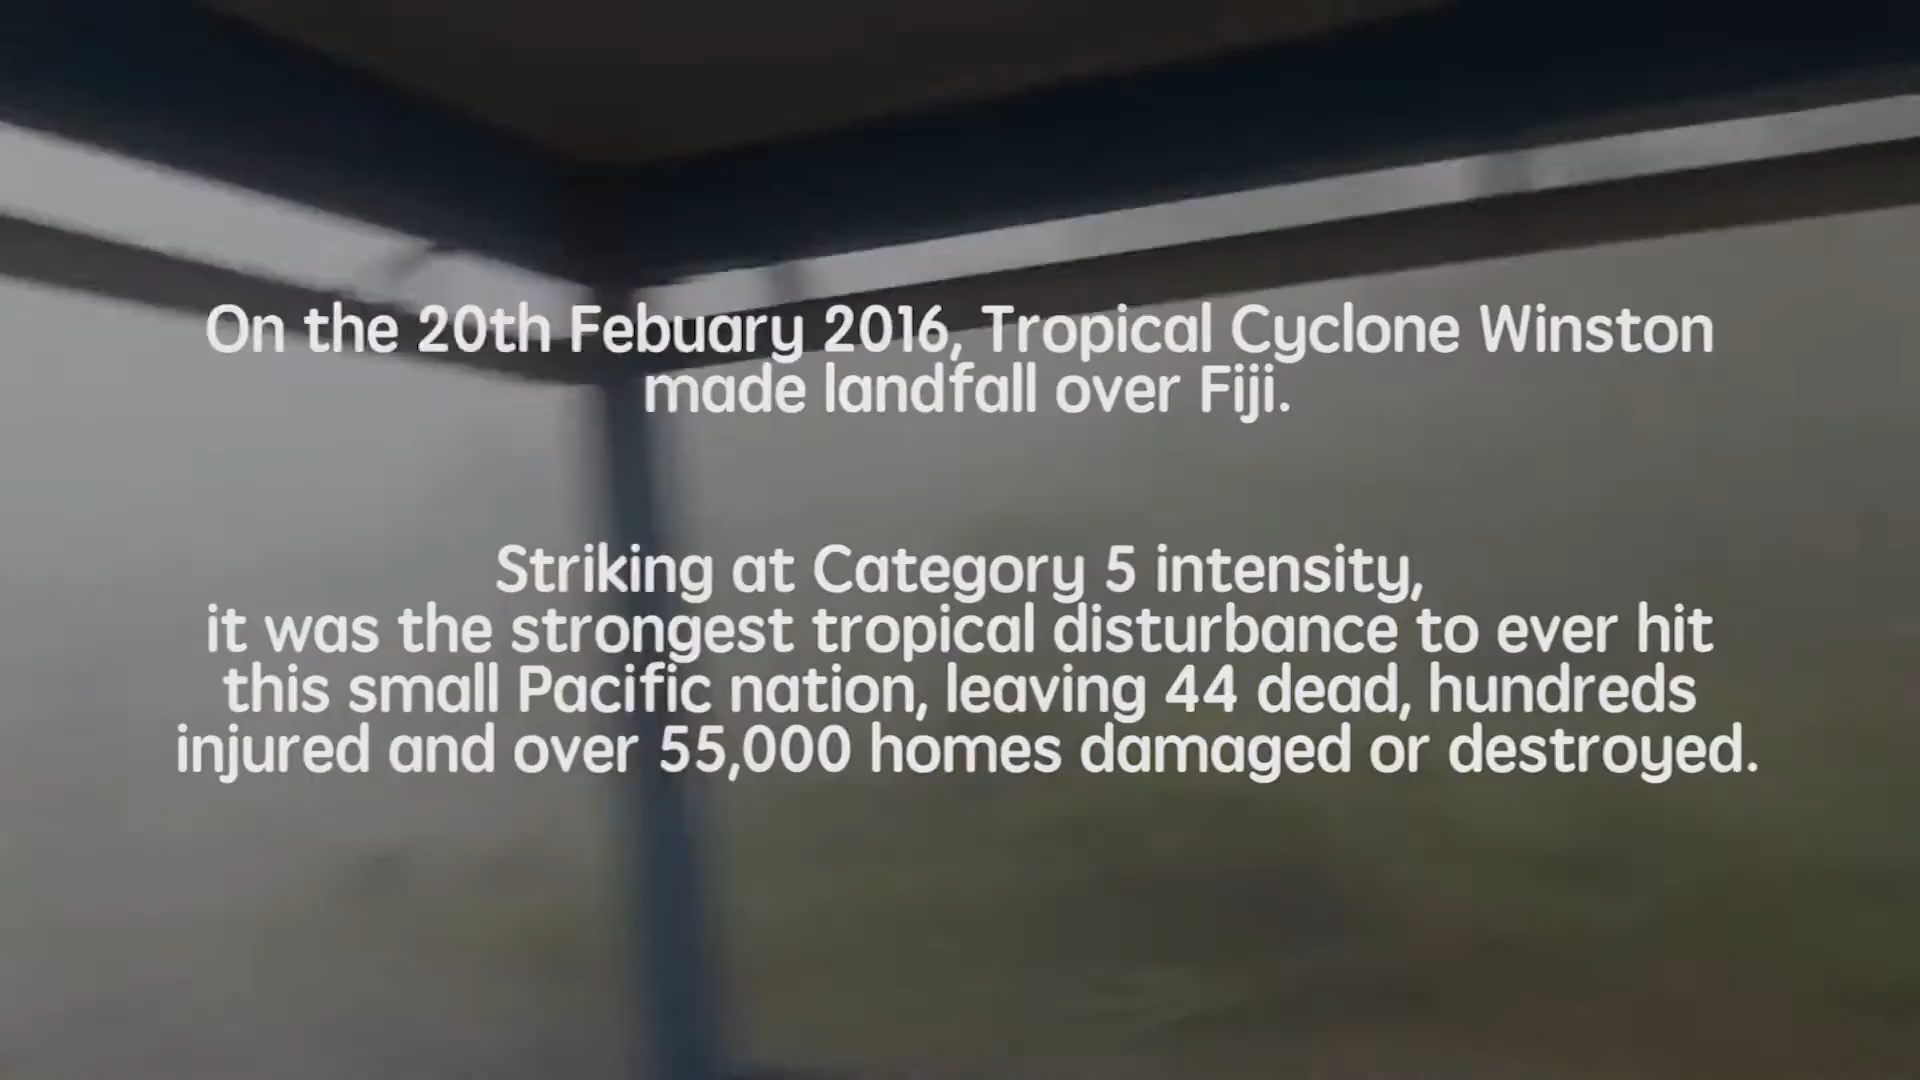 On the 20th Febuary 2016, Tropical Cyclone Winston
made landfall over Fiji.
Striking at Category 5 intensity,
it was the strongest tropical disturbance to ever hit
this small Pacific nation, leaving 44 dead, hundreds
injured and over 55,000 homes damaged or destroyed.